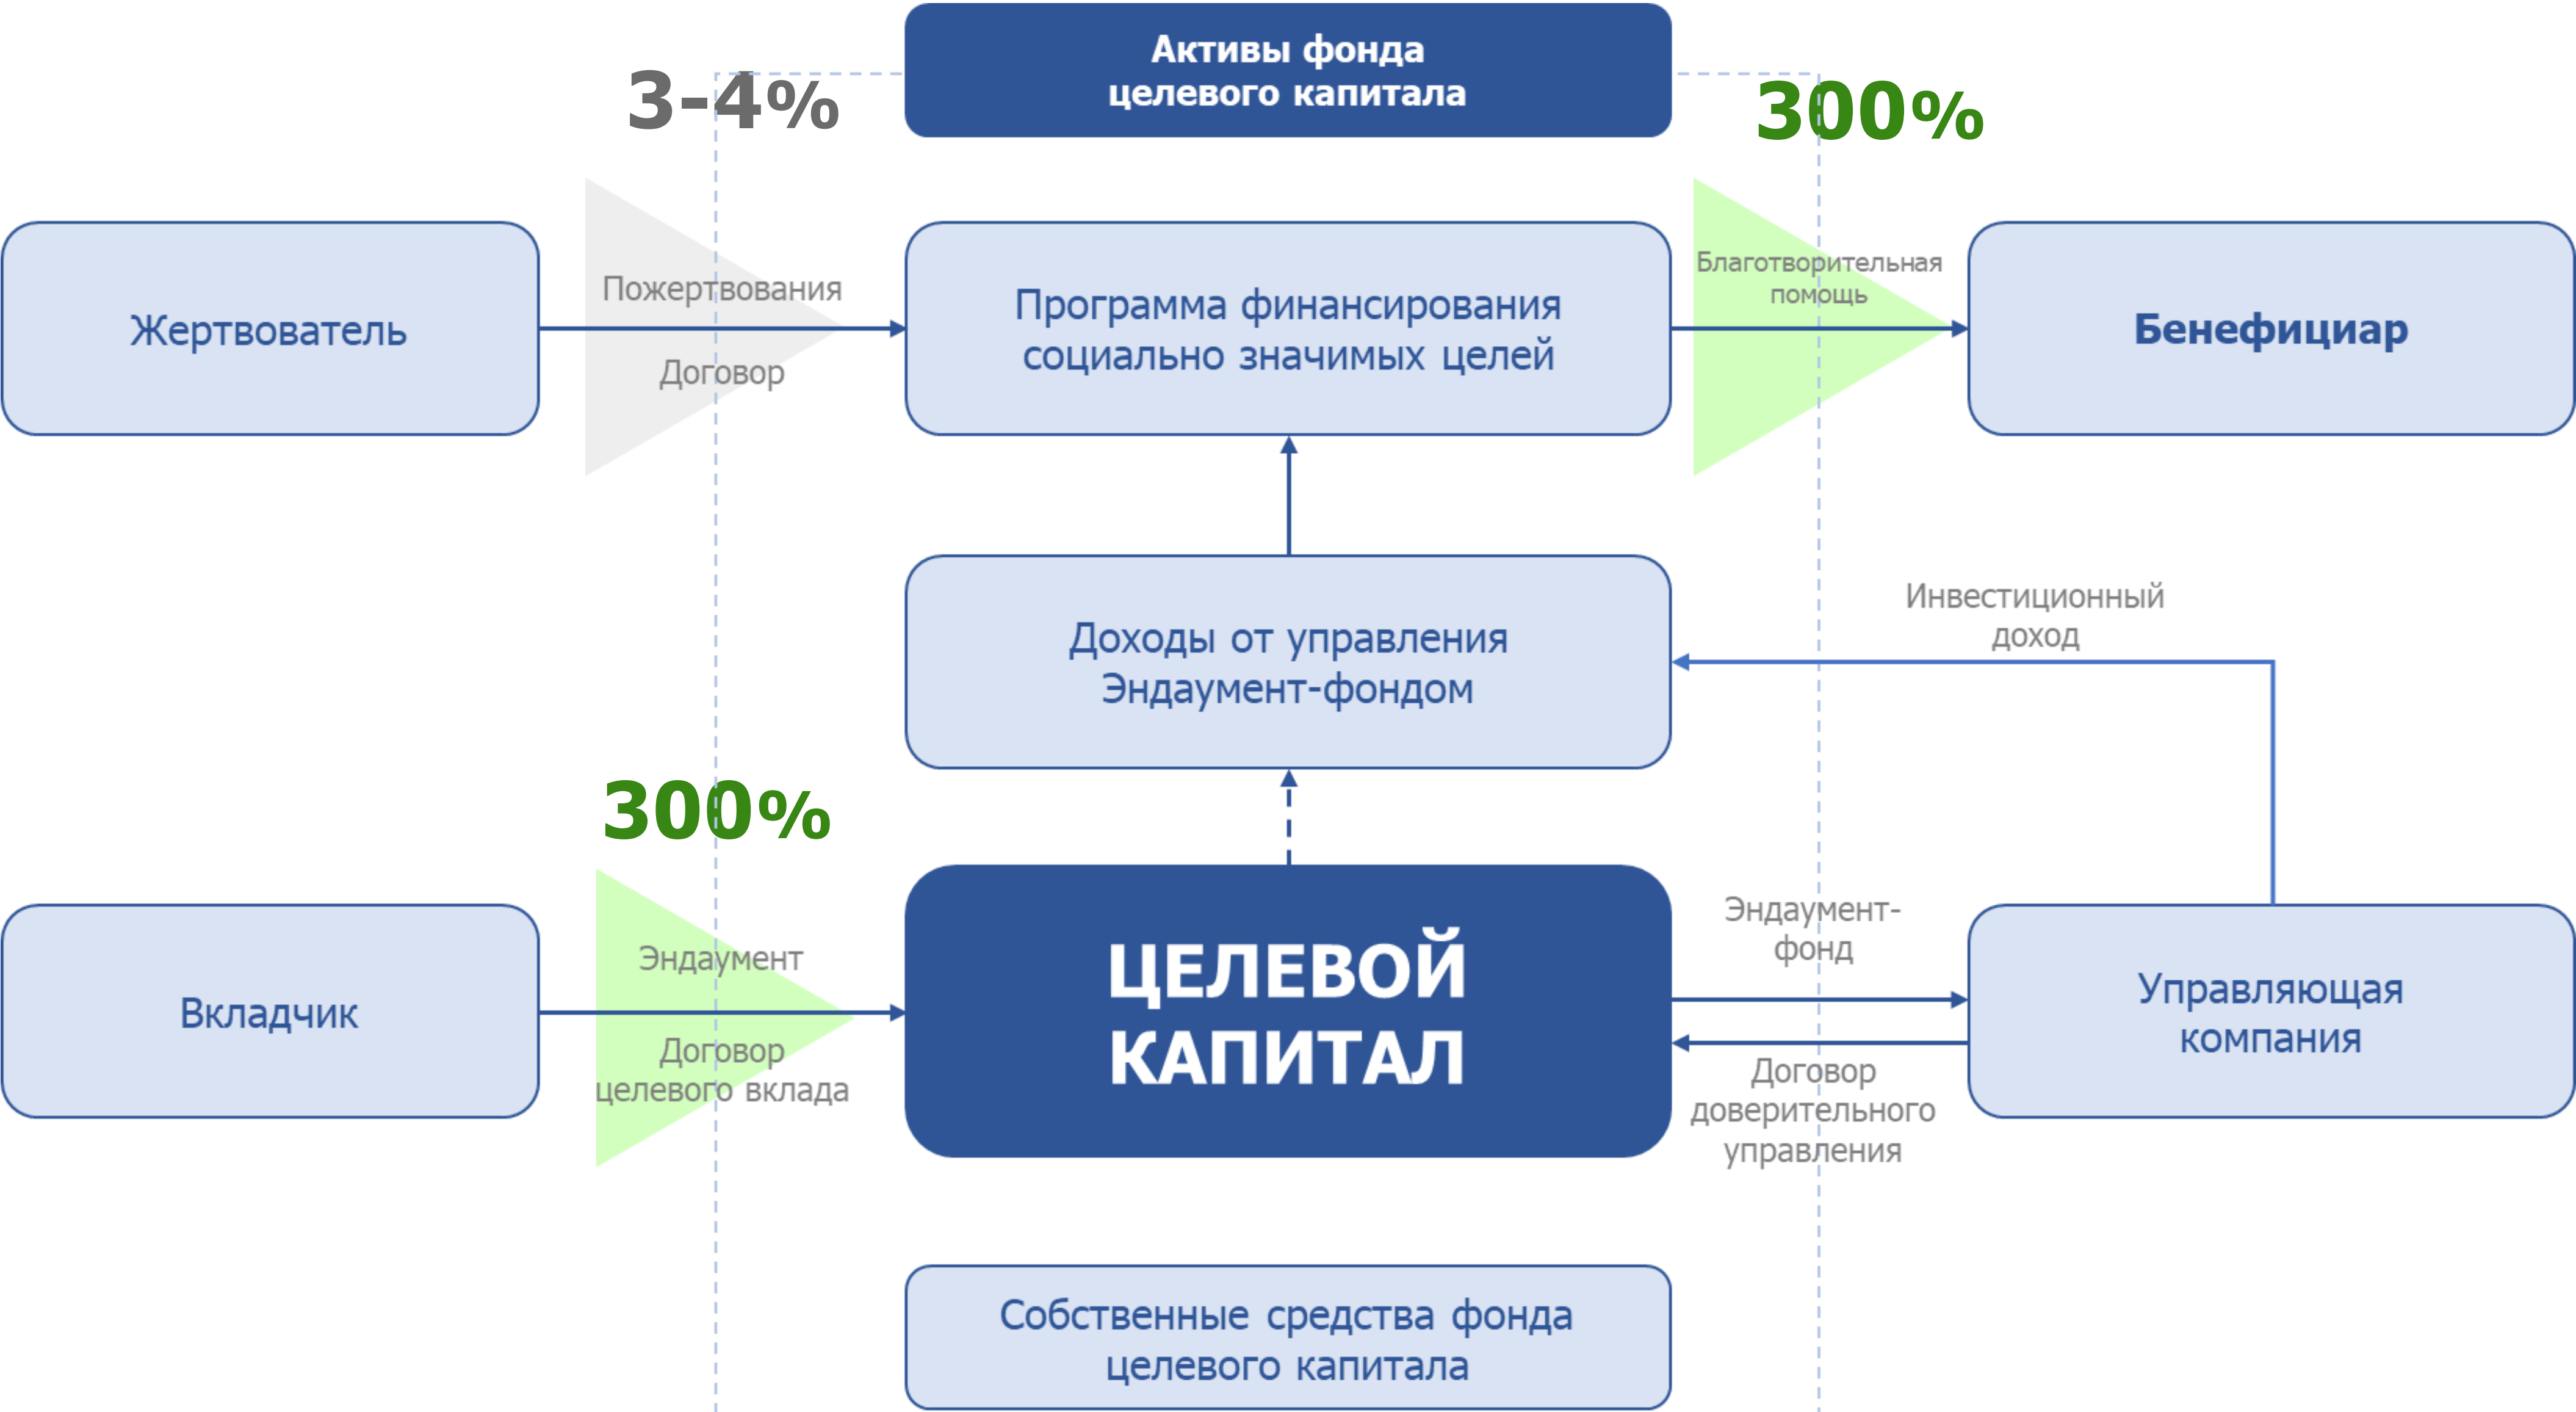 Активы фонда
целевого капитала
3-4%
300%
Жертвователь
Пожертвования
Договор
Программа финансирования
социально значимых целей
Благотворительная
помощь
Бенефициар
Доходы от управления
Эндаумент-фондом
Инвестиционный
доход
300%
Вкладчик
Эндаумент
Договор
целевого вклада
ЦЕЛЕВОЙ
КАПИТАЛ
Эндаумент-
фонд
Договор
доверительного
управления
Управляющая
компания
Собственные средства фонда
целевого капитала